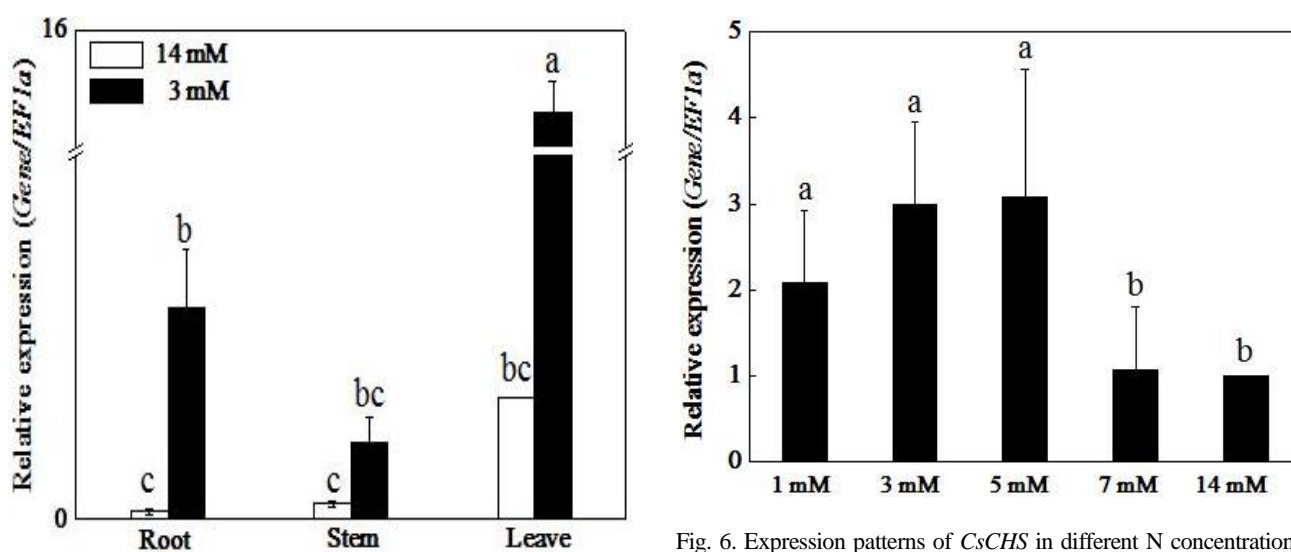 16
14 mM
3 mM
a
b
bc
bc
c
c
0
Root
Stem
Leave
Relative expression (Gene/EF1a)
5
4
3
2
1
0
a
a
a
b
b
1 mM
3 mM
5 mM
7 mM
14 mM
Relative expression (Gene/EF1a)
Fig. 6. Expression patterns of CsCHS in different N concentration